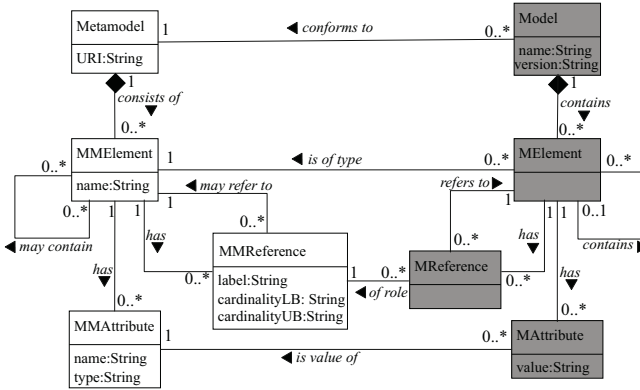 Metamodel
URI:String
1
◀ conforms to
0..*
Model
name:String
version:String
1
consists of
▼
0..*
1
contains
▼
0..*
MMElement
name:String
0..*
0..*
◀ may contain
1
◀ is of type
0..*
MElement
0..*
0..1
contains ▶
1
◀ may refer to
0..*
refers to ▶
1
0..*
1
has
▼
0..*
1
has
▼
0..*
MMReference
label:String
cardinalityLB: String
cardinalityUB:String
1
0..*
◀ of role
MReference
1
has
▼
0..*
1
has
▼
0..*
MMAttribute
name:String
type:String
1
◀ is value of
0..*
MAttribute
value:String